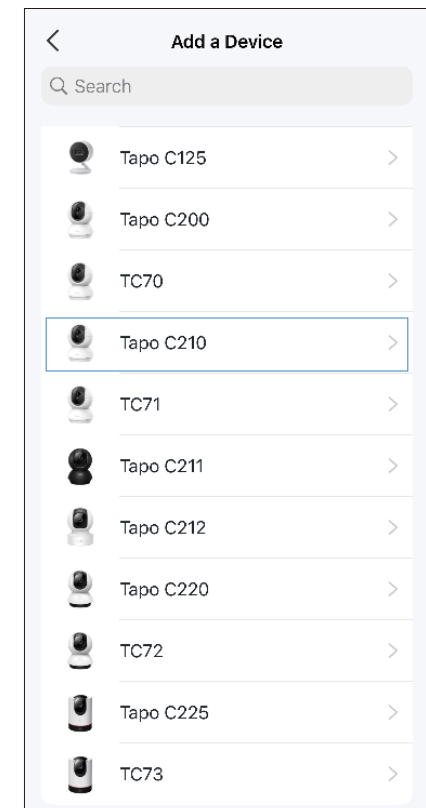 Add a Device
Search
Tapo C125
Tapo C200
TC70
Tapo C210
TC71
Tapo C211
Tapo C212
Tapo C220
TC72
Tapo C225
TC73